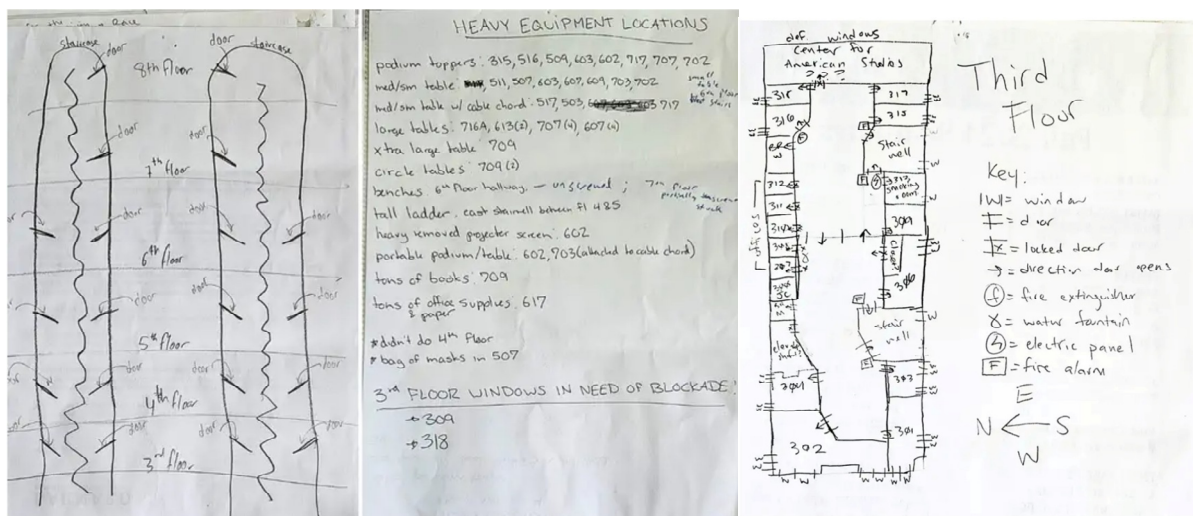 staircase
door
door
staircase
8th floor
door
door
7th floor
door
door
door
6th floor
door
door
door
5th floor
door
door
4th floor
door
door
door
3rd floor
HEAVY EQUIPMENT LOCATIONS
podium toppers: 315, 516, 509, 603, 602, 717, 707, 702
med/sm table: 511, 507, 603, 607, 609, 703, 702
med/sm table w/ cable chord: 517, 503, 717
large tables: 716A, 613(2), 707(4), 607(4)
xtra large table 709
circle tables: 709(2)
benches 6th floor hallway — unscrewed ; 7th floor
partially
tall ladder: east stairwell between fl 4&5
heavy removed projector screen: 602
portable podium/table: 602, 703 (attached to cable chord)
tons of books: 709
tons of office supplies: 617
& paper
*didn't do 4th floor
*bag of masks in 507
3rd FLOOR WINDOWS IN NEED OF BLOCKADE:
→ 309
→ 318
windows
Center for
American Studies
???
318
317
316
315
Stair
well
BR
W
312
313
smoking
room
311
309
offices
closet
306
stair
well
304
303
302
301
Third
Floor
Key:
|W| = window
= door
= locked door
→ = direction door opens
f = fire extinguisher
X = water fountain
= electric panel
F = fire alarm
E
N ← S
W